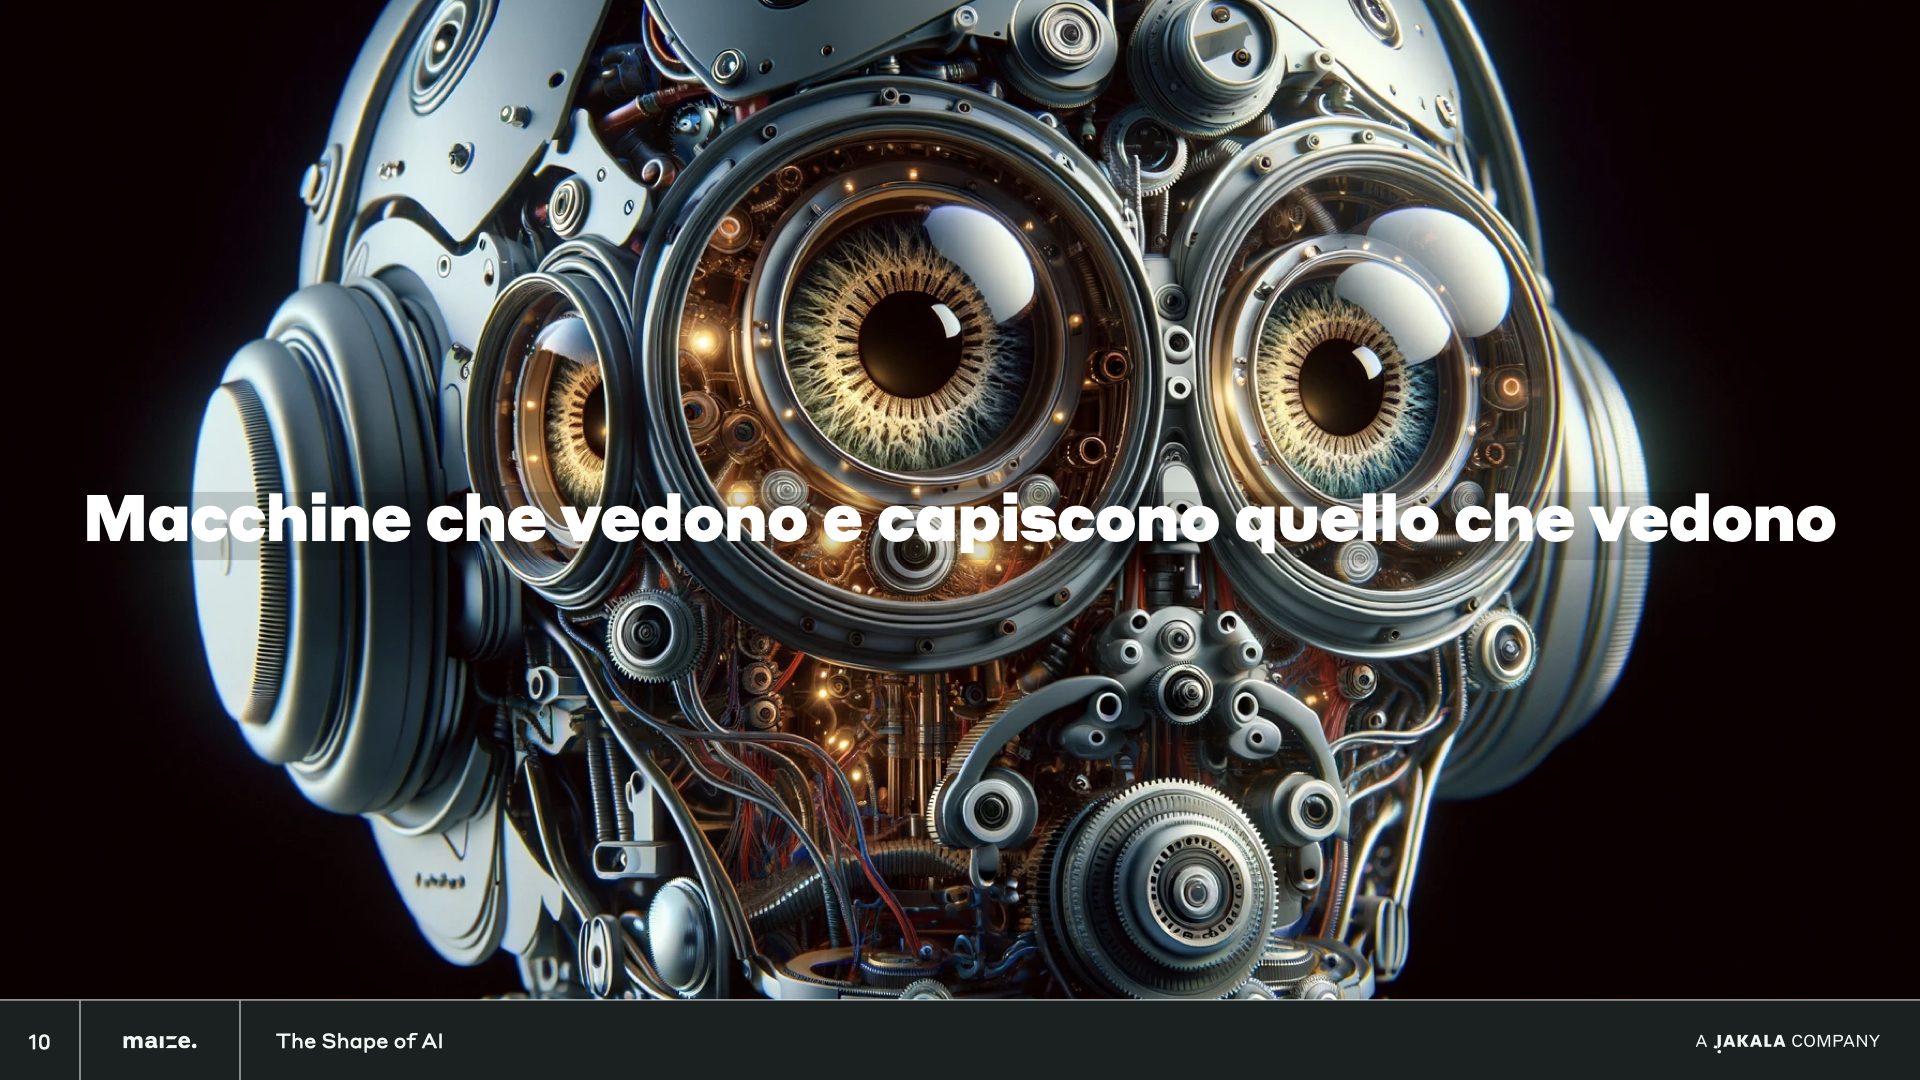 Macchine che vedono e capiscono quello che vedono
10
maize.
The Shape of AI
A JAKALA COMPANY